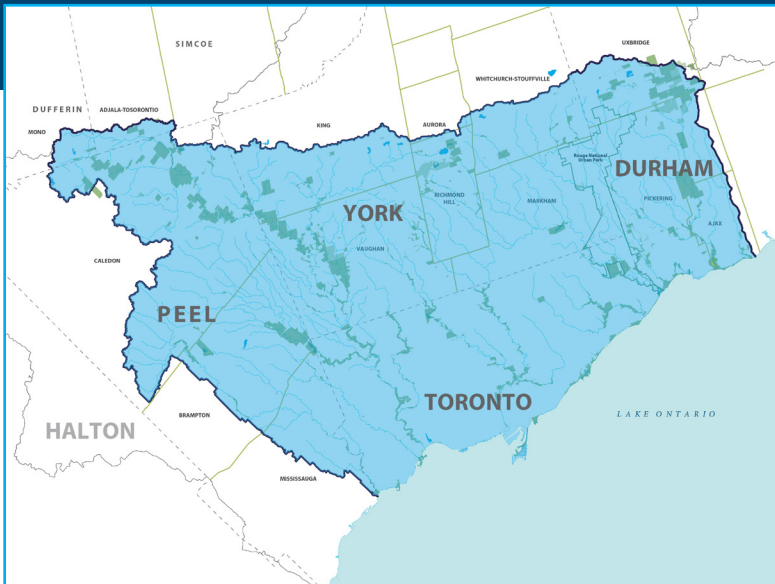 SIMCOE
UXBRIDGE
WHITCHURCH-STOUFFVILLE
DUFFERIN
ADJALA-TOSORONTIO
MONO
KING
AURORA
Rouge National
Urban Park
DURHAM
RICHMOND
HILL
MARKHAM
PICKERING
YORK
AJAX
VAUGHAN
CALEDON
PEEL
TORONTO
LAKE ONTARIO
BRAMPTON
HALTON
MISSISSAUGA